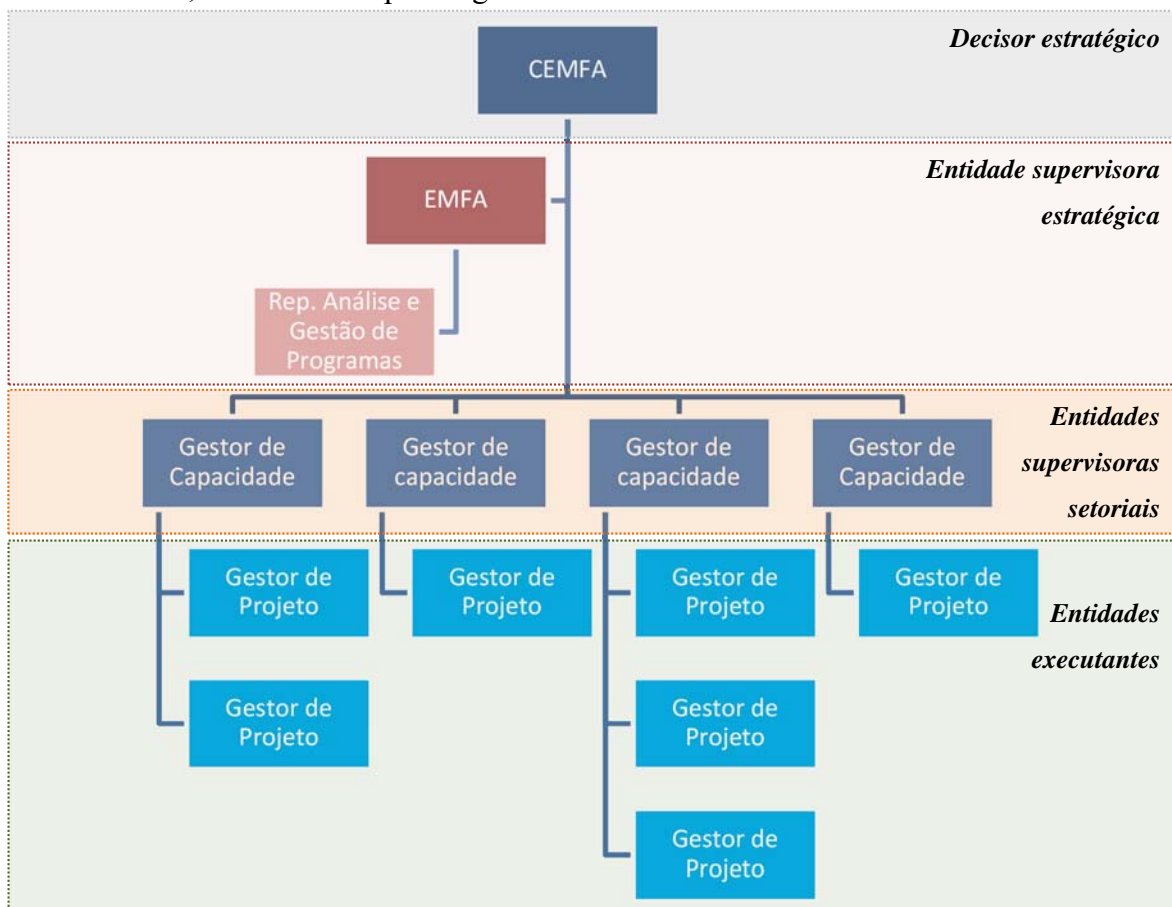 Decisor estratégico
CEMFA
Entidade supervisora
estratégica
EMFA
Rep. Análise e
Gestão de
Programas
Entidades
supervisoras
setoriais
Gestor de
Capacidade
Gestor de
capacidade
Gestor de
capacidade
Gestor de
Capacidade
Gestor de
Projeto
Gestor de
Projeto
Gestor de
Projeto
Gestor de
Projeto
Entidades
executantes
Gestor de
Projeto
Gestor de
Projeto
Gestor de
Projeto